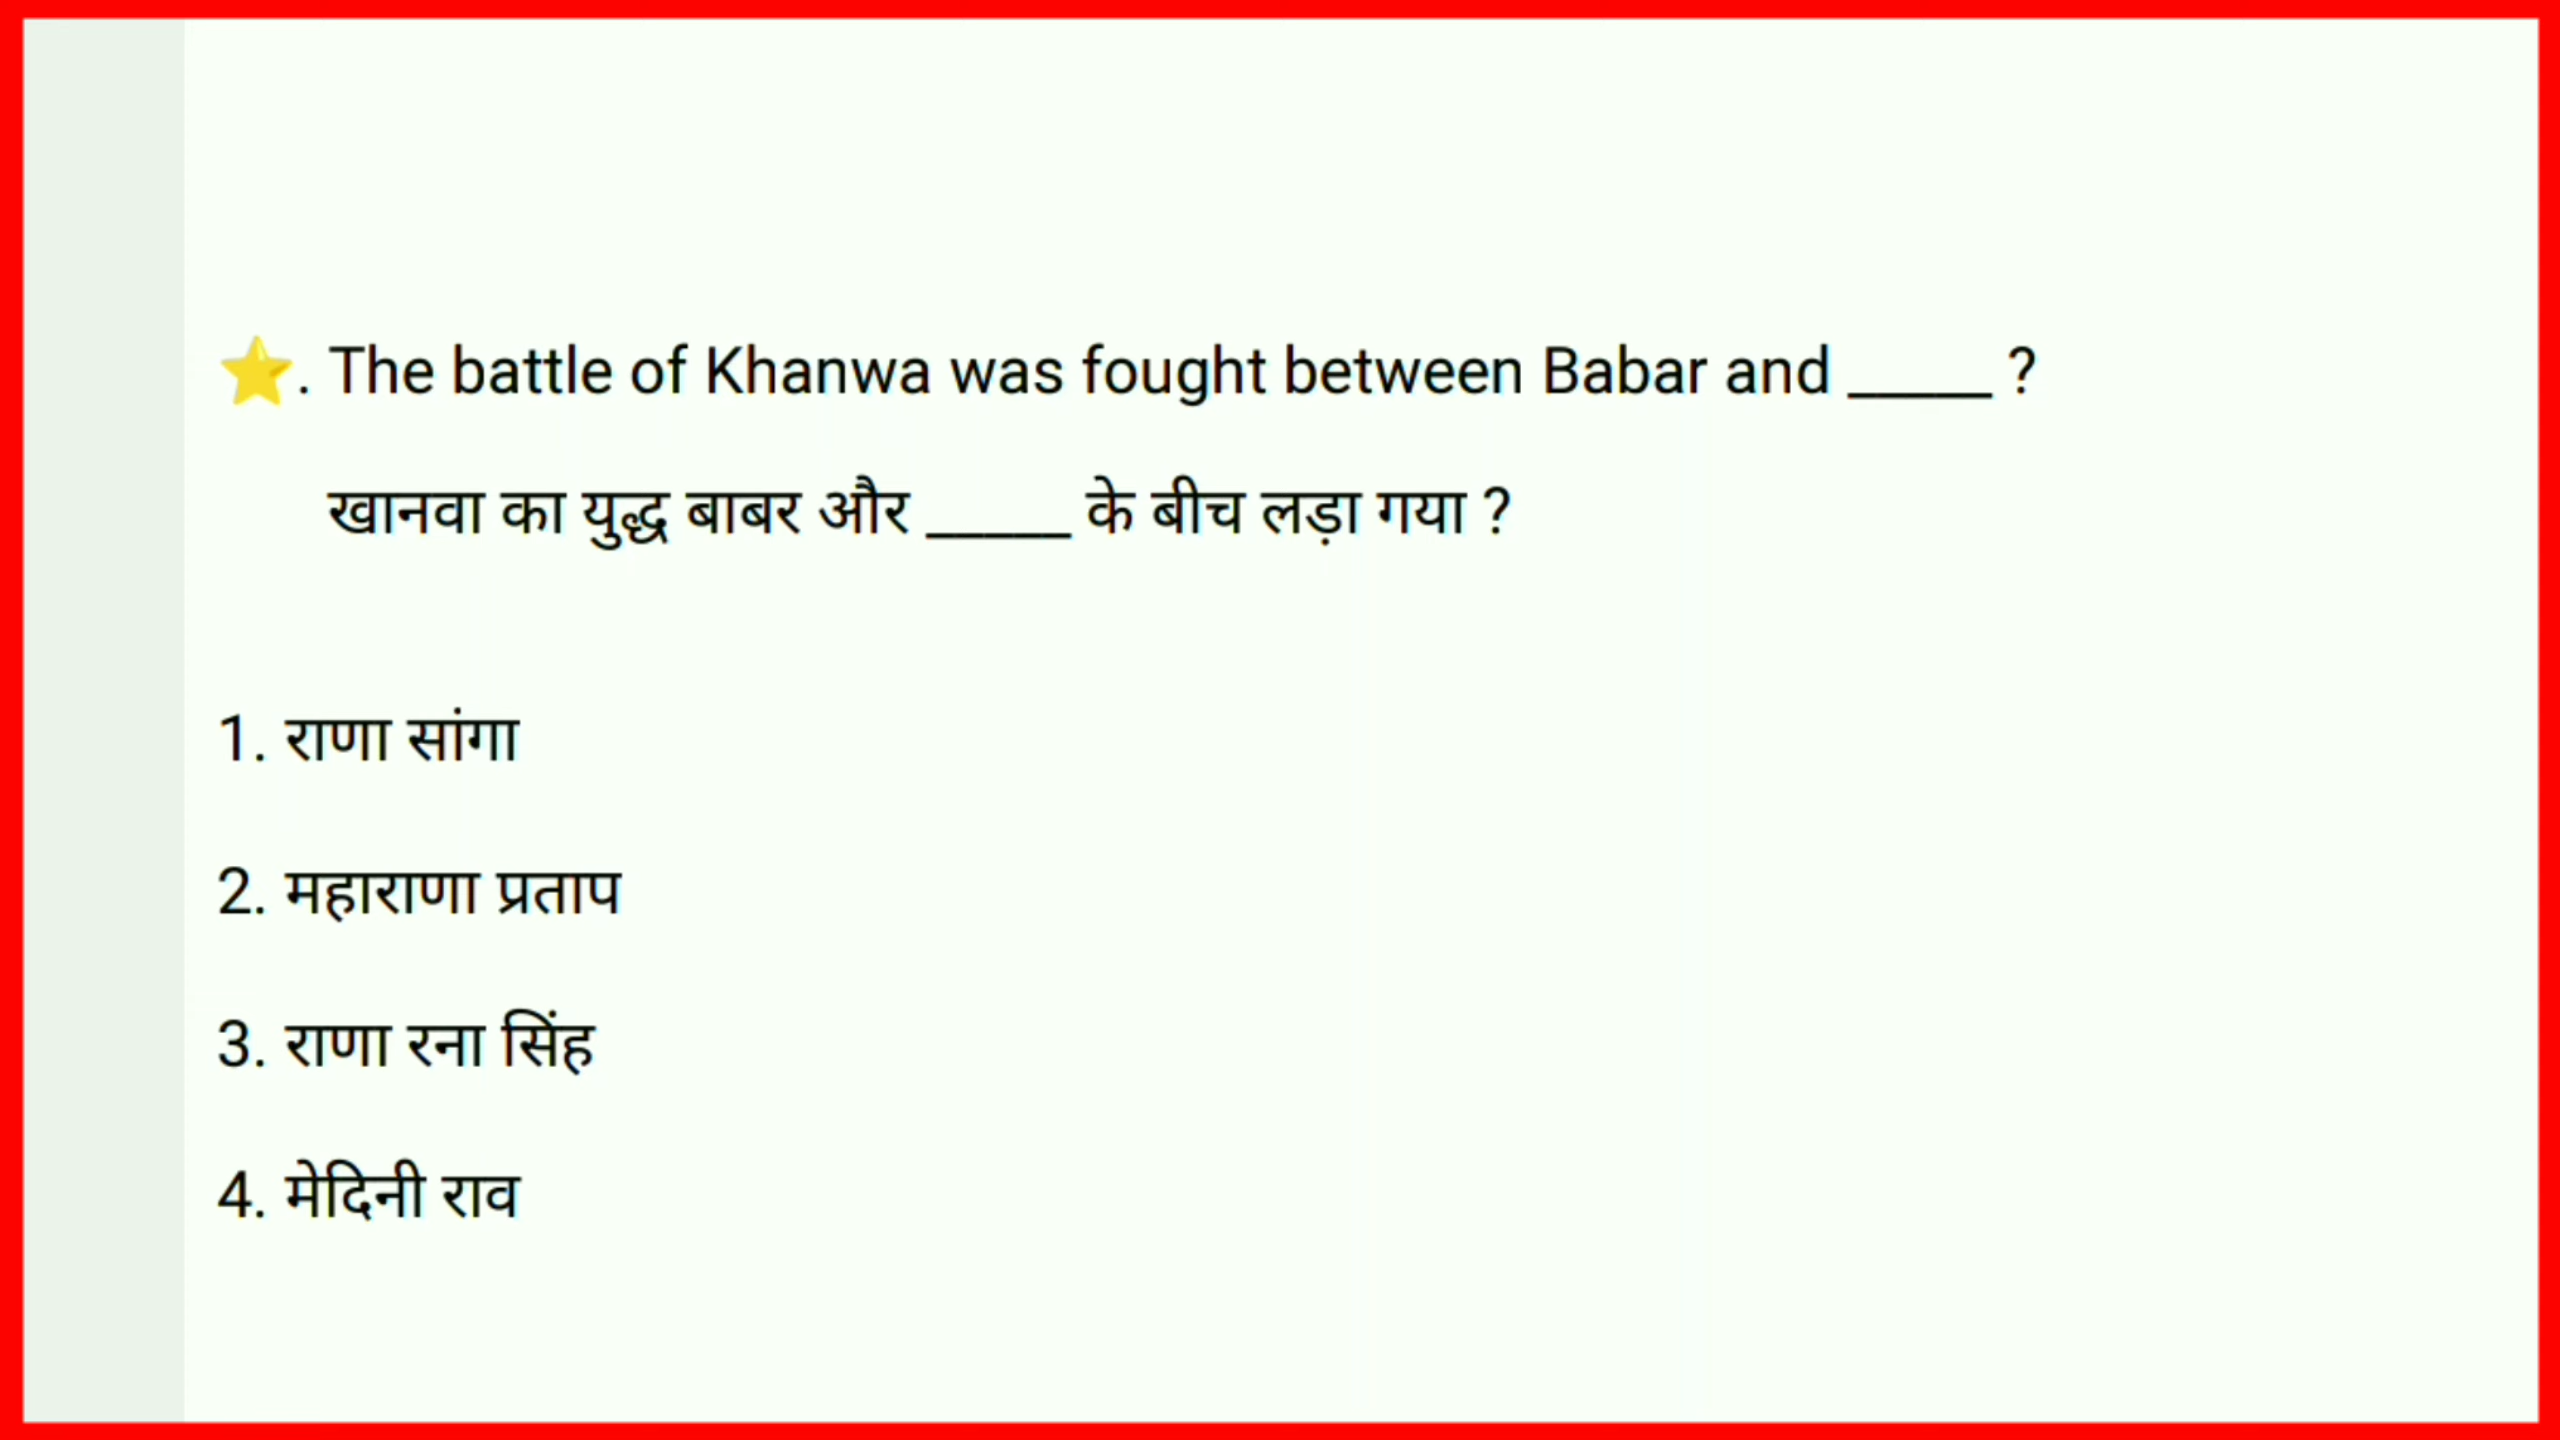 ⭐. The battle of Khanwa was fought between Babar and _____ ?
खानवा का युद्ध बाबर और _____ के बीच लड़ा गया ?
1. राणा सांगा
2. महाराणा प्रताप
3. राणा रना सिंह
4. मेदिनी राव